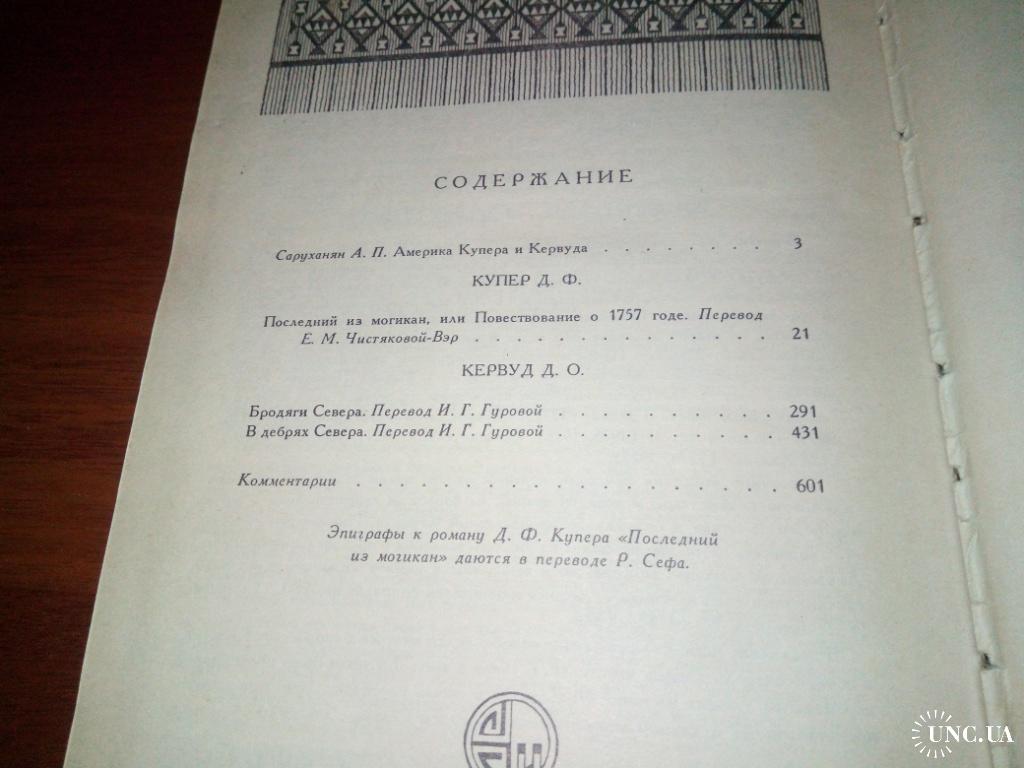 СОДЕРЖАНИЕ
Саруханян А. П. Америка Купера и Кервуда . . . . . . . . 3
КУПЕР Д. Ф.
Последний из могикан, или Повествование о 1757 годе. Перевод
Е. М. Чистяковой-Вэр . . . . . . . . . . . . . . . 21
КЕРВУД Д. О.
Бродяги Севера. Перевод И. Г. Гуровой . . . . . . . . . . . 291
В дебрях Севера. Перевод И. Г. Гуровой . . . . . . . . . . . 431
Комментарии . . . . . . . . . . . . . . . . . . . 601
Эпиграфы к роману Д. Ф. Купера «Последний
из могикан» даются в переводе Р. Сефа.
UNC.UA